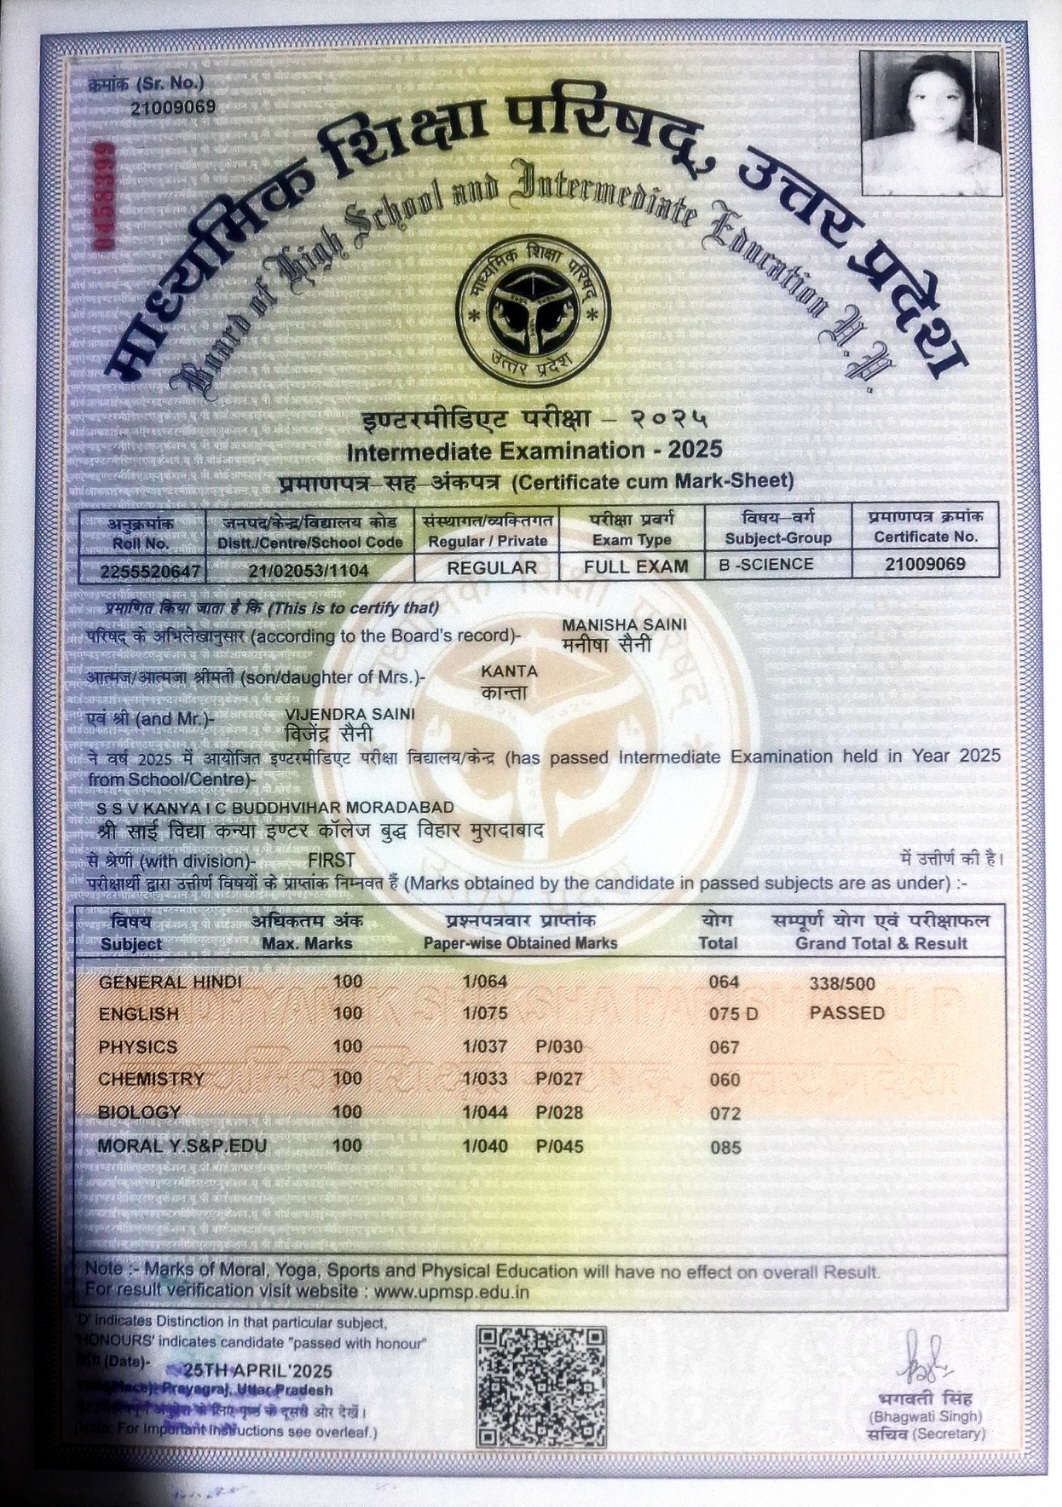 क्रमांक (Sr. No.)
21009069
0458399
माध्यमिक शिक्षा परिषद्, उत्तर प्रदेश
Board of High School and Intermediate Education U.P.
माध्यमिक शिक्षा परिषद्
उत्तर प्रदेश
इण्टरमीडिएट परीक्षा – २०२५
Intermediate Examination - 2025
प्रमाणपत्र सह अंकपत्र (Certificate cum Mark-Sheet)
अनुक्रमांक जनपद/केन्द्र/विद्यालय कोड संस्थागत/व्यक्तिगत परीक्षा प्रवर्ग विषय–वर्ग प्रमाणपत्र क्रमांक
Roll No. Distt./Centre/School Code Regular / Private Exam Type Subject-Group Certificate No.
2255520647 21/02053/1104 REGULAR FULL EXAM B -SCIENCE 21009069
प्रमाणित किया जाता है कि (This is to certify that)
MANISHA SAINI
परिषद के अभिलेखानुसार (according to the Board's record)- मनीषा सैनी
KANTA
आत्मज/आत्मजा श्रीमती (son/daughter of Mrs.)- कान्ता
VIJENDRA SAINI
एवं श्री (and Mr.)- विजेंद्र सैनी
ने वर्ष 2025 में आयोजित इण्टरमीडिएट परीक्षा विद्यालय/केन्द्र (has passed Intermediate Examination held in Year 2025
from School/Centre)-
S S V KANYA I C BUDDHVIHAR MORADABAD
श्री साई विद्या कन्या इण्टर कॉलेज बुद्ध विहार मुरादाबाद
से श्रेणी (with division)- FIRST में उत्तीर्ण की है।
परीक्षार्थी द्वारा उत्तीर्ण विषयों के प्राप्तांक निम्नवत हैं (Marks obtained by the candidate in passed subjects are as under) :-
विषय अधिकतम अंक प्रश्नपत्रवार प्राप्तांक योग सम्पूर्ण योग एवं परीक्षाफल
Subject Max. Marks Paper-wise Obtained Marks Total Grand Total & Result
GENERAL HINDI 100 1/064 064 338/500
ENGLISH 100 1/075 075 D PASSED
PHYSICS 100 1/037 P/030 067
CHEMISTRY 100 1/033 P/027 060
BIOLOGY 100 1/044 P/028 072
MORAL Y.S&P.EDU 100 1/040 P/045 085
Note :- Marks of Moral, Yoga, Sports and Physical Education will have no effect on overall Result.
For result verification visit website : www.upmsp.edu.in
'D' indicates Distinction in that particular subject,
'HONOURS' indicates candidate "passed with honour"
(Date)-
25TH APRIL'2025
Prayagraj, Uttar Pradesh
के लिए पृष्ठ के दूसरी ओर देखें।
For Important Instructions see overleaf.)
भगवती सिंह
(Bhagwati Singh)
सचिव (Secretary)